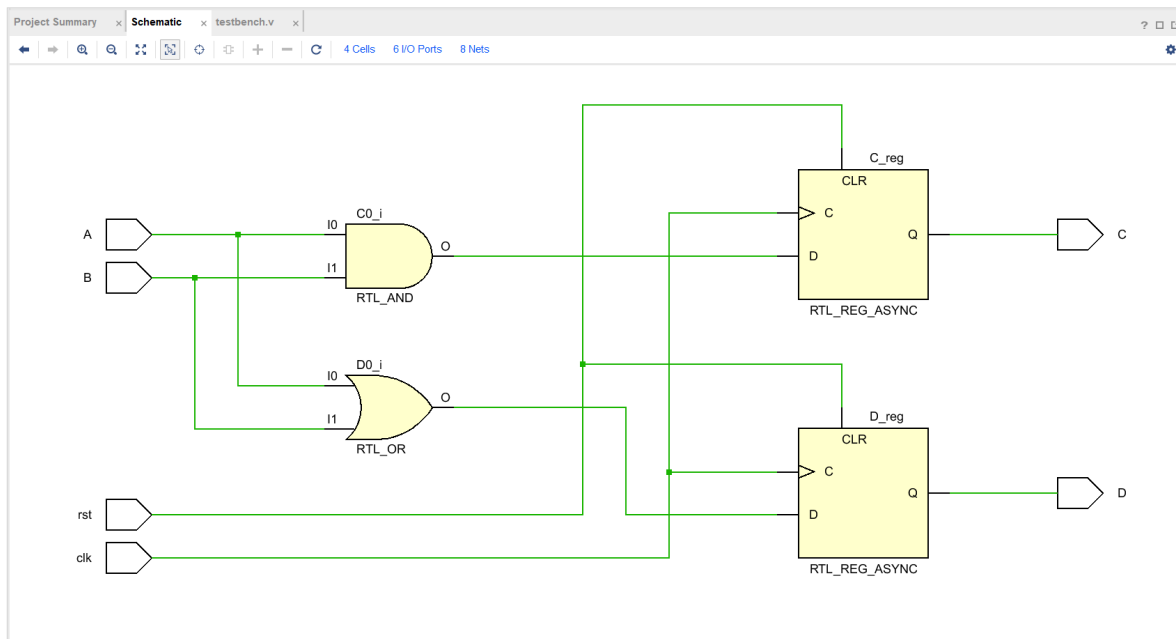 Project Summary × Schematic × testbench.v × ?
4 Cells 6 I/O Ports 8 Nets
C_reg
CLR
C0_i
A
I0
C
O
Q
C
B
I1
D
RTL_AND
RTL_REG_ASYNC
D0_i
I0
O
D_reg
I1
CLR
RTL_OR
C
Q
D
rst
D
clk
RTL_REG_ASYNC